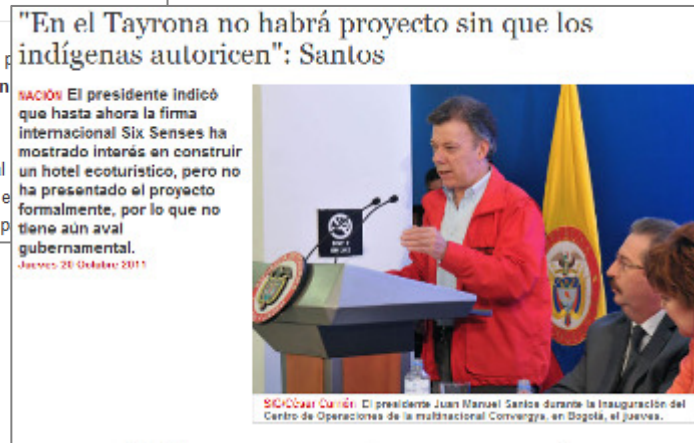 "En el Tayrona no habrá proyecto sin que los
indígenas autoricen": Santos
NACIÓN El presidente indicó
que hasta ahora la firma
internacional Six Senses ha
mostrado interés en construir
un hotel ecoturístico, pero no
ha presentado el proyecto
formalmente, por lo que no
tiene aún aval
gubernamental.
Jueves 20 Octubre 2011
SIG/César Carrión El presidente Juan Manuel Santos durante la inauguración del
Centro de Operaciones de la multinacional Convergys, en Bogotá, el jueves.